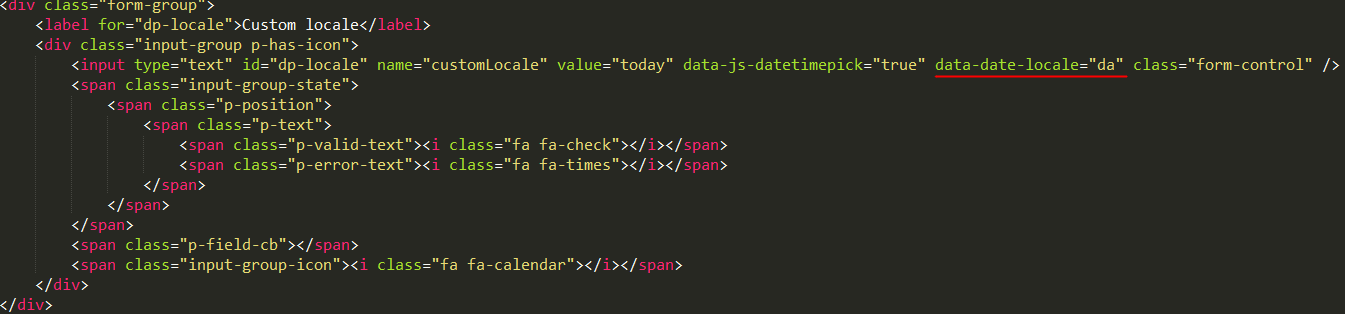 <div class="form-group">
<label for="dp-locale">Custom locale</label>
<div class="input-group p-has-icon">
<input type="text" id="dp-locale" name="customLocale" value="today" data-js-datetimepick="true" data-date-locale="da" class="form-control" />
<span class="input-group-state">
<span class="p-position">
<span class="p-text">
<span class="p-valid-text"><i class="fa fa-check"></i></span>
<span class="p-error-text"><i class="fa fa-times"></i></span>
</span>
</span>
</span>
<span class="p-field-cb"></span>
<span class="input-group-icon"><i class="fa fa-calendar"></i></span>
</div>
</div>